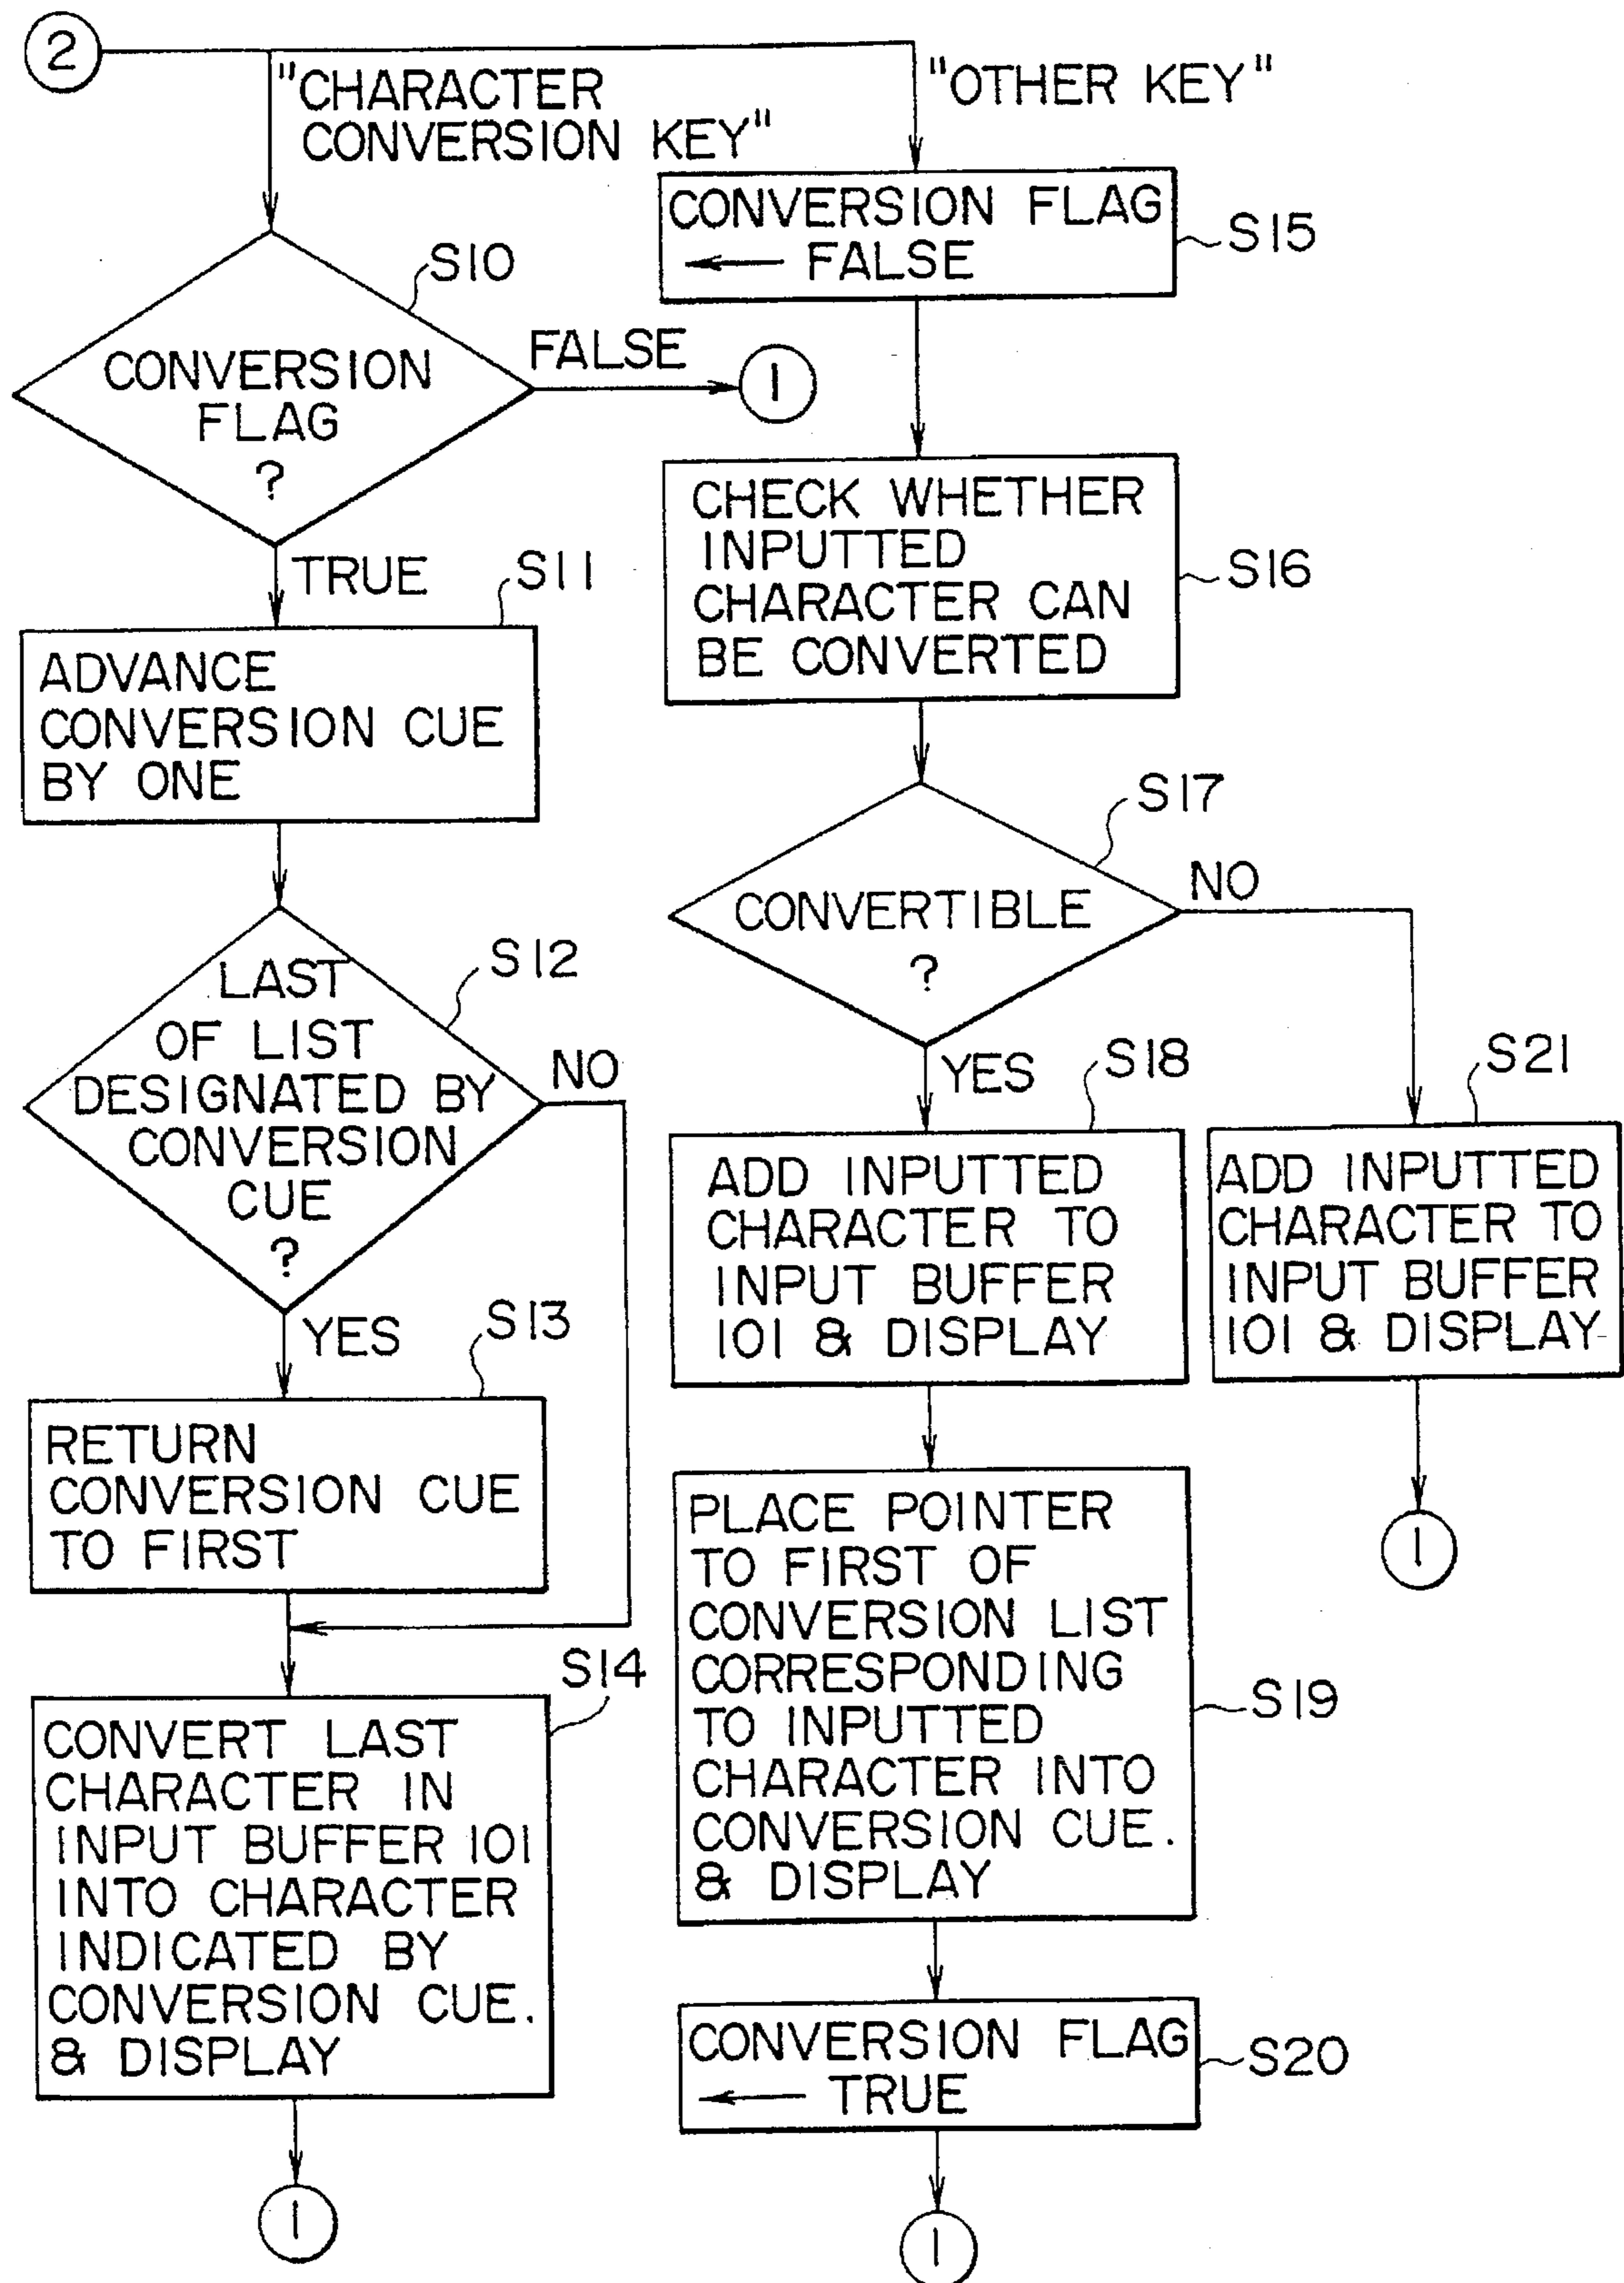 2
"CHARACTER
CONVERSION KEY"
"OTHER KEY"
CONVERSION FLAG
← FALSE
S15
S10
CONVERSION
FLAG
?
FALSE
1
TRUE
S11
ADVANCE
CONVERSION CUE
BY ONE
CHECK WHETHER
INPUTTED
CHARACTER CAN
BE CONVERTED
S16
S12
LAST
OF LIST
DESIGNATED BY
CONVERSION
CUE
?
NO
YES
S13
RETURN
CONVERSION CUE
TO FIRST
S14
CONVERT LAST
CHARACTER IN
INPUT BUFFER 101
INTO CHARACTER
INDICATED BY
CONVERSION CUE.
& DISPLAY
1
S17
CONVERTIBLE
?
NO
YES
S18
ADD INPUTTED
CHARACTER TO
INPUT BUFFER
101 & DISPLAY
S21
ADD INPUTTED
CHARACTER TO
INPUT BUFFER
101 & DISPLAY
1
PLACE POINTER
TO FIRST OF
CONVERSION LIST
CORRESPONDING
TO INPUTTED
CHARACTER INTO
CONVERSION CUE.
& DISPLAY
S19
CONVERSION FLAG
← TRUE
S20
1